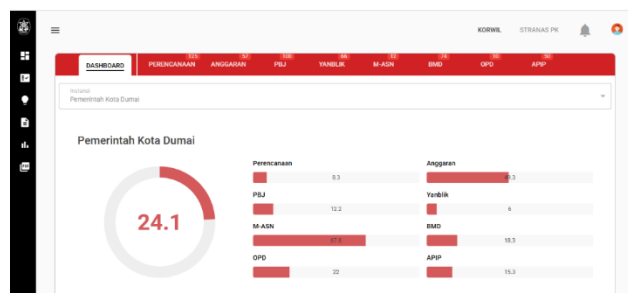 KORWIL STRANAS PK
DASHBOARD PERENCANAAN ANGGARAN PBJ YANBLIK M-ASN BMD OPD APIP
Instansi
Pemerintah Kota Dumai
Pemerintah Kota Dumai
24.1
Perencanaan
8.3
Anggaran
PBJ
12.2
Yanblik
6
M-ASN
BMD
18.3
OPD
22
APIP
15.3